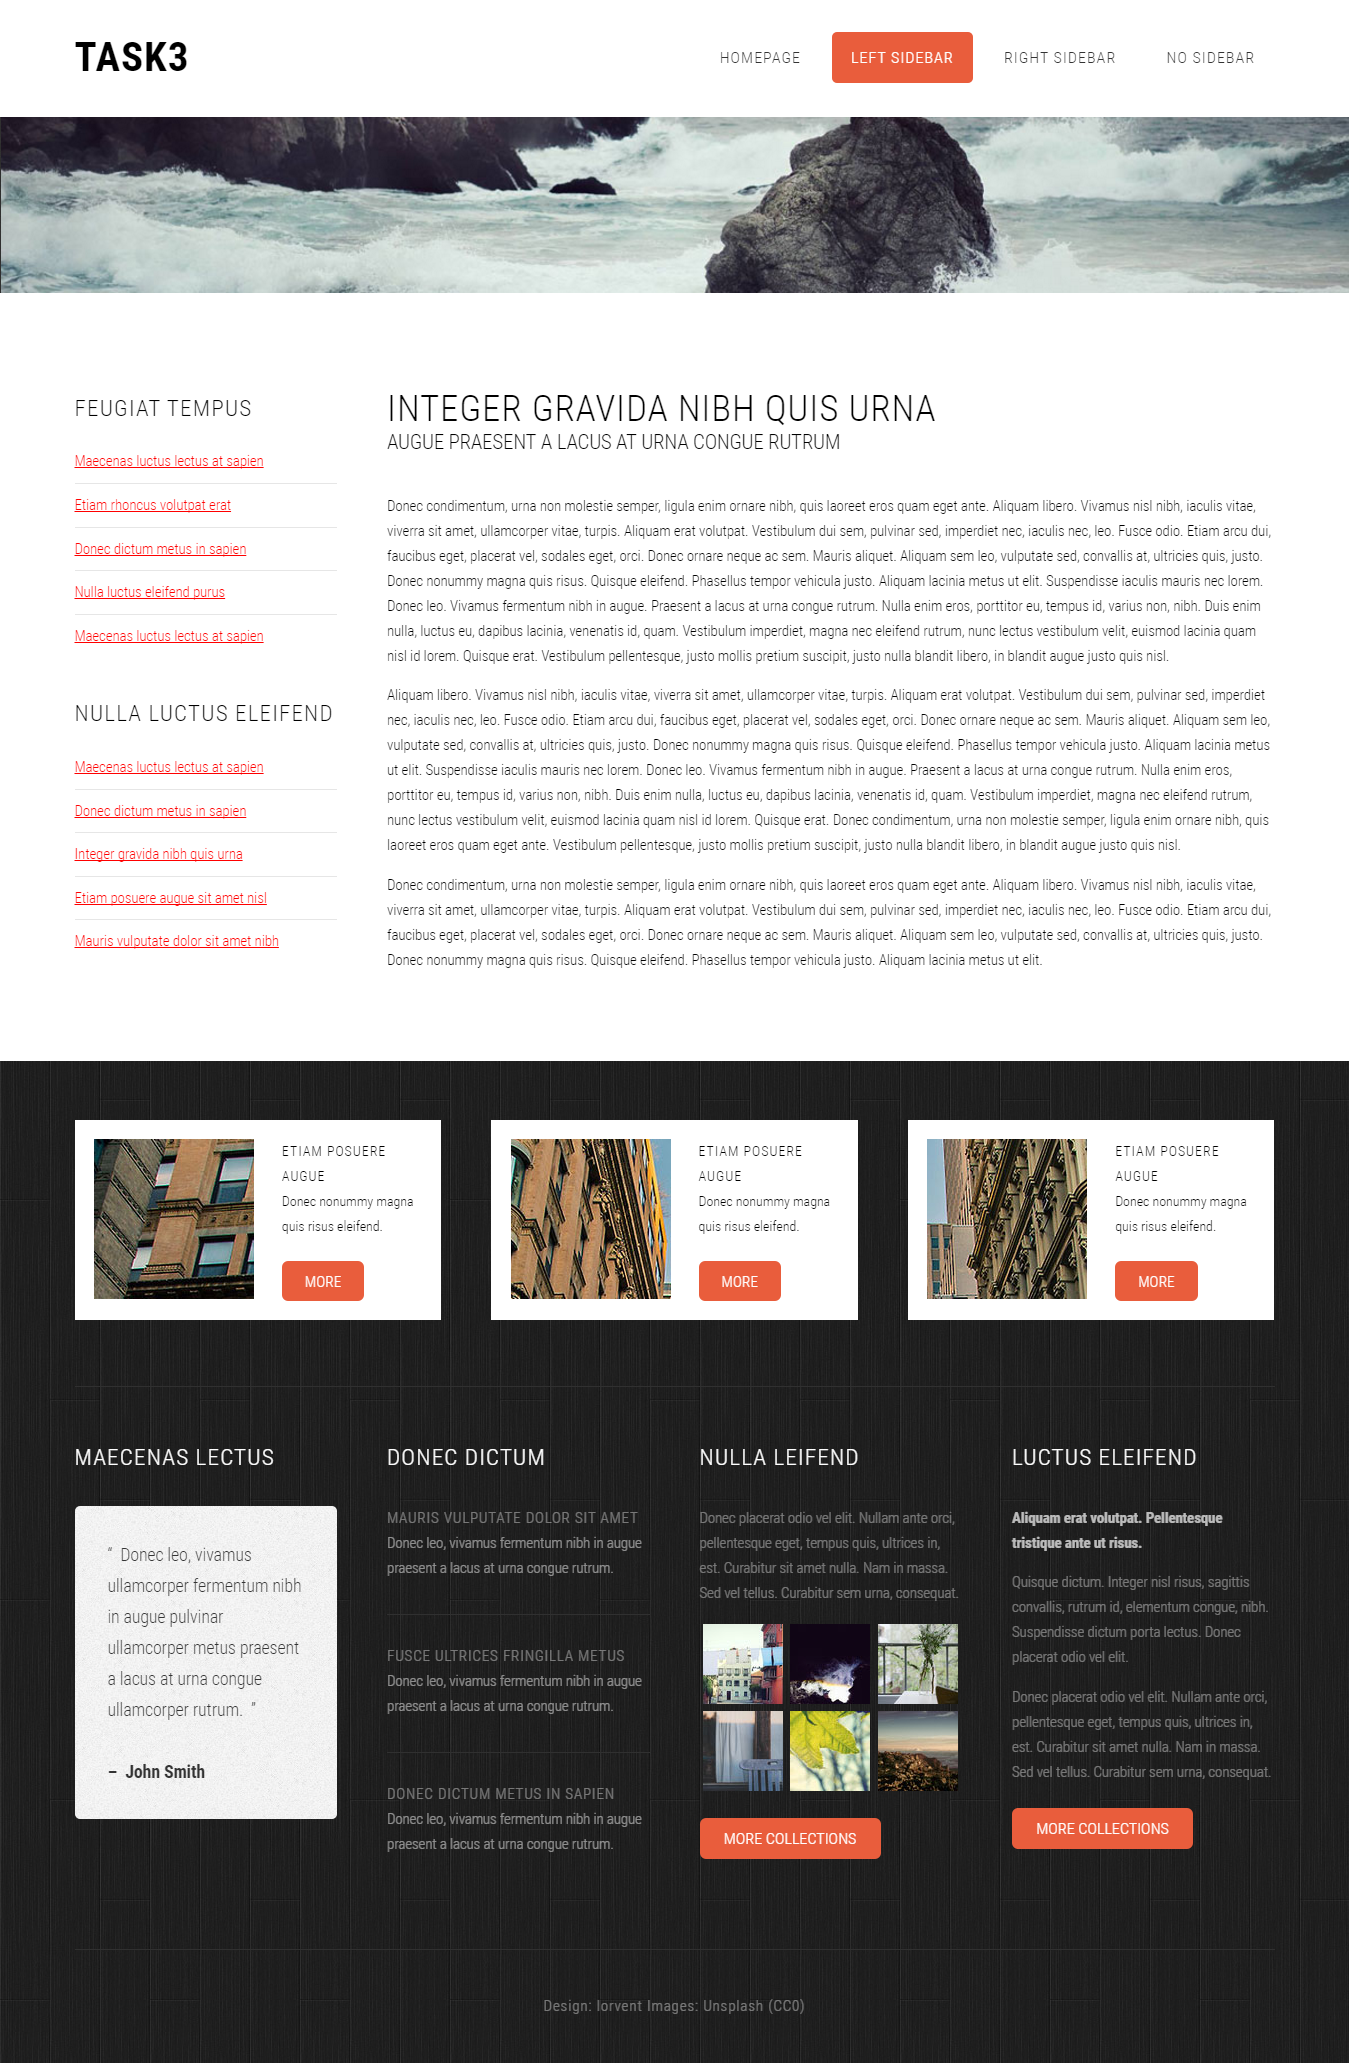 TASK3
HOMEPAGE
LEFT SIDEBAR
RIGHT SIDEBAR
NO SIDEBAR
FEUGIAT TEMPUS
Maecenas luctus lectus at sapien
Etiam rhoncus volutpat erat
Donec dictum metus in sapien
Nulla luctus eleifend purus
Maecenas luctus lectus at sapien
NULLA LUCTUS ELEIFEND
Maecenas luctus lectus at sapien
Donec dictum metus in sapien
Integer gravida nibh quis urna
Etiam posuere augue sit amet nisl
Mauris vulputate dolor sit amet nibh
INTEGER GRAVIDA NIBH QUIS URNA
AUGUE PRAESENT A LACUS AT URNA CONGUE RUTRUM
Donec condimentum, urna non molestie semper, ligula enim ornare nibh, quis laoreet eros quam eget ante. Aliquam libero. Vivamus nisl nibh, iaculis vitae,
viverra sit amet, ullamcorper vitae, turpis. Aliquam erat volutpat. Vestibulum dui sem, pulvinar sed, imperdiet nec, iaculis nec, leo. Fusce odio. Etiam arcu dui,
faucibus eget, placerat vel, sodales eget, orci. Donec ornare neque ac sem. Mauris aliquet. Aliquam sem leo, vulputate sed, convallis at, ultricies quis, justo.
Donec nonummy magna quis risus. Quisque eleifend. Phasellus tempor vehicula justo. Aliquam lacinia metus ut elit. Suspendisse iaculis mauris nec lorem.
Donec leo. Vivamus fermentum nibh in augue. Praesent a lacus at urna congue rutrum. Nulla enim eros, porttitor eu, tempus id, varius non, nibh. Duis enim
nulla, luctus eu, dapibus lacinia, venenatis id, quam. Vestibulum imperdiet, magna nec eleifend rutrum, nunc lectus vestibulum velit, euismod lacinia quam
nisl id lorem. Quisque erat. Vestibulum pellentesque, justo mollis pretium suscipit, justo nulla blandit libero, in blandit augue justo quis nisl.
Aliquam libero. Vivamus nisl nibh, iaculis vitae, viverra sit amet, ullamcorper vitae, turpis. Aliquam erat volutpat. Vestibulum dui sem, pulvinar sed, imperdiet
nec, iaculis nec, leo. Fusce odio. Etiam arcu dui, faucibus eget, placerat vel, sodales eget, orci. Donec ornare neque ac sem. Mauris aliquet. Aliquam sem leo,
vulputate sed, convallis at, ultricies quis, justo. Donec nonummy magna quis risus. Quisque eleifend. Phasellus tempor vehicula justo. Aliquam lacinia metus
ut elit. Suspendisse iaculis mauris nec lorem. Donec leo. Vivamus fermentum nibh in augue. Praesent a lacus at urna congue rutrum. Nulla enim eros,
porttitor eu, tempus id, varius non, nibh. Duis enim nulla, luctus eu, dapibus lacinia, venenatis id, quam. Vestibulum imperdiet, magna nec eleifend rutrum,
nunc lectus vestibulum velit, euismod lacinia quam nisl id lorem. Quisque erat. Donec condimentum, urna non molestie semper, ligula enim ornare nibh, quis
laoreet eros quam eget ante. Vestibulum pellentesque, justo mollis pretium suscipit, justo nulla blandit libero, in blandit augue justo quis nisl.
Donec condimentum, urna non molestie semper, ligula enim ornare nibh, quis laoreet eros quam eget ante. Aliquam libero. Vivamus nisl nibh, iaculis vitae,
viverra sit amet, ullamcorper vitae, turpis. Aliquam erat volutpat. Vestibulum dui sem, pulvinar sed, imperdiet nec, iaculis nec, leo. Fusce odio. Etiam arcu dui,
faucibus eget, placerat vel, sodales eget, orci. Donec ornare neque ac sem. Mauris aliquet. Aliquam sem leo, vulputate sed, convallis at, ultricies quis, justo.
Donec nonummy magna quis risus. Quisque eleifend. Phasellus tempor vehicula justo. Aliquam lacinia metus ut elit.
ETIAM POSUERE
AUGUE
Donec nonummy magna
quis risus eleifend.
MORE
ETIAM POSUERE
AUGUE
Donec nonummy magna
quis risus eleifend.
MORE
ETIAM POSUERE
AUGUE
Donec nonummy magna
quis risus eleifend.
MORE
MAECENAS LECTUS
“ Donec leo, vivamus
ullamcorper fermentum nibh
in augue pulvinar
ullamcorper metus praesent
a lacus at urna congue
ullamcorper rutrum. ”
– John Smith
DONEC DICTUM
MAURIS VULPUTATE DOLOR SIT AMET
Donec leo, vivamus fermentum nibh in augue
praesent a lacus at urna congue rutrum.
FUSCE ULTRICES FRINGILLA METUS
Donec leo, vivamus fermentum nibh in augue
praesent a lacus at urna congue rutrum.
DONEC DICTUM METUS IN SAPIEN
Donec leo, vivamus fermentum nibh in augue
praesent a lacus at urna congue rutrum.
NULLA LEIFEND
Donec placerat odio vel elit. Nullam ante orci,
pellentesque eget, tempus quis, ultrices in,
est. Curabitur sit amet nulla. Nam in massa.
Sed vel tellus. Curabitur sem urna, consequat.
MORE COLLECTIONS
LUCTUS ELEIFEND
Aliquam erat volutpat. Pellentesque
tristique ante ut risus.
Quisque dictum. Integer nisl risus, sagittis
convallis, rutrum id, elementum congue, nibh.
Suspendisse dictum porta lectus. Donec
placerat odio vel elit.
Donec placerat odio vel elit. Nullam ante orci,
pellentesque eget, tempus quis, ultrices in,
est. Curabitur sit amet nulla. Nam in massa.
Sed vel tellus. Curabitur sem urna, consequat.
MORE COLLECTIONS
Design: lorvent Images: Unsplash (CC0)